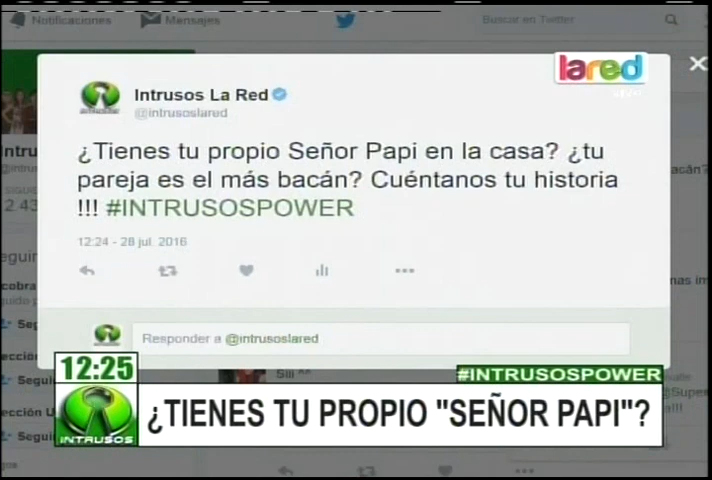 Notificaciones
Mensajes
Buscar en Twitter
lared
Intrusos La Red
@intrusoslared
¿Tienes tu propio Señor Papi en la casa? ¿tu
pareja es el más bacán? Cuéntanos tu historia
!!! #INTRUSOSPOWER
12:24 - 28 jul. 2016
Responder a @intrusoslared
12:25
#INTRUSOSPOWER
INTRUSOS
¿TIENES TU PROPIO "SEÑOR PAPI"?